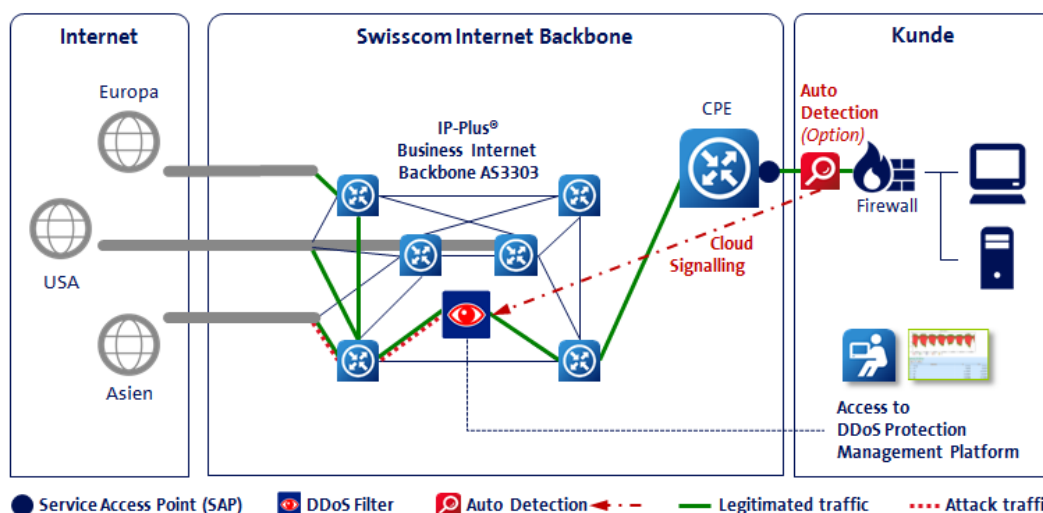 Internet
Swisscom Internet Backbone
Kunde
Europa
USA
Asien
IP-Plus®
Business Internet
Backbone AS3303
CPE
Auto
Detection
(Option)
Firewall
Cloud
Signalling
Access to
DDoS Protection
Management Platform
Service Access Point (SAP)
DDoS Filter
Auto Detection
Legitimated traffic
Attack traffi